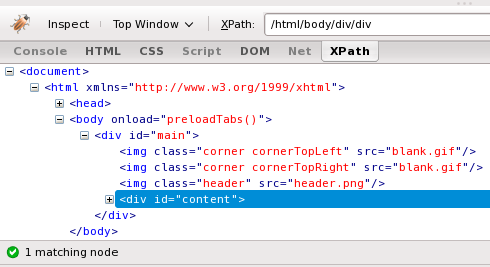 Inspect Top Window XPath: /html/body/div/div
Console HTML CSS Script DOM Net XPath
<document>
<html xmlns="http://www.w3.org/1999/xhtml">
<head>
<body onload="preloadTabs()">
<div id="main">
<img class="corner cornerTopLeft" src="blank.gif"/>
<img class="corner cornerTopRight" src="blank.gif"/>
<img class="header" src="header.png"/>
<div id="content">
</div>
</body>
1 matching node